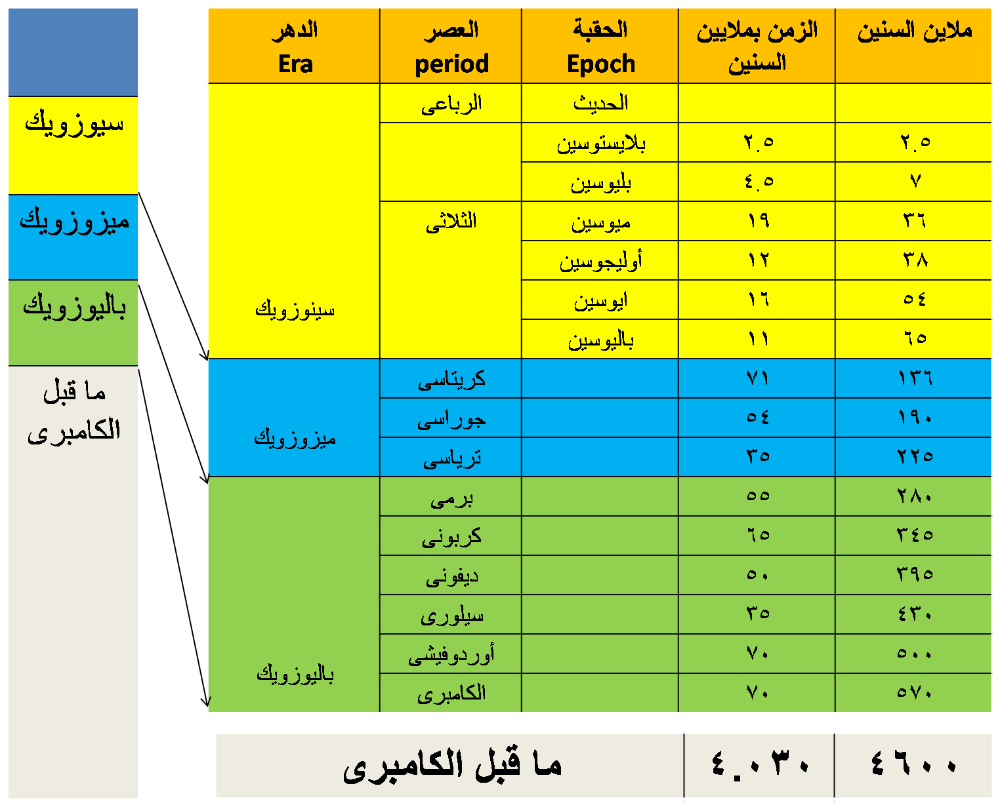 ملاين السنين
الزمن بملايين
السنين
الحقبة
Epoch
العصر
period
الدهر
Era
الحديث
الرباعى
٢.٥
٢.٥
بلايستوسين
٧
٤.٥
بليوسين
٣٦
١٩
ميوسين
الثلاثى
٣٨
١٢
أوليجوسين
٥٤
١٦
ايوسين
سينوزويك
٦٥
١١
باليوسين
١٣٦
٧١
كريتاسى
١٩٠
٥٤
جوراسى
ميزوزويك
٢٢٥
٣٥
ترياسى
٢٨٠
٥٥
برمى
٣٤٥
٦٥
كربونى
٣٩٥
٥٠
ديفونى
٤٣٠
٣٥
سيلورى
٥٠٠
٧٠
أوردوفيشى
باليوزويك
٥٧٠
٧٠
الكامبرى
٤٦٠٠
٤.٠٣٠
ما قبل الكامبرى
سيوزويك
ميزوزويك
باليوزويك
ما قبل
الكامبرى